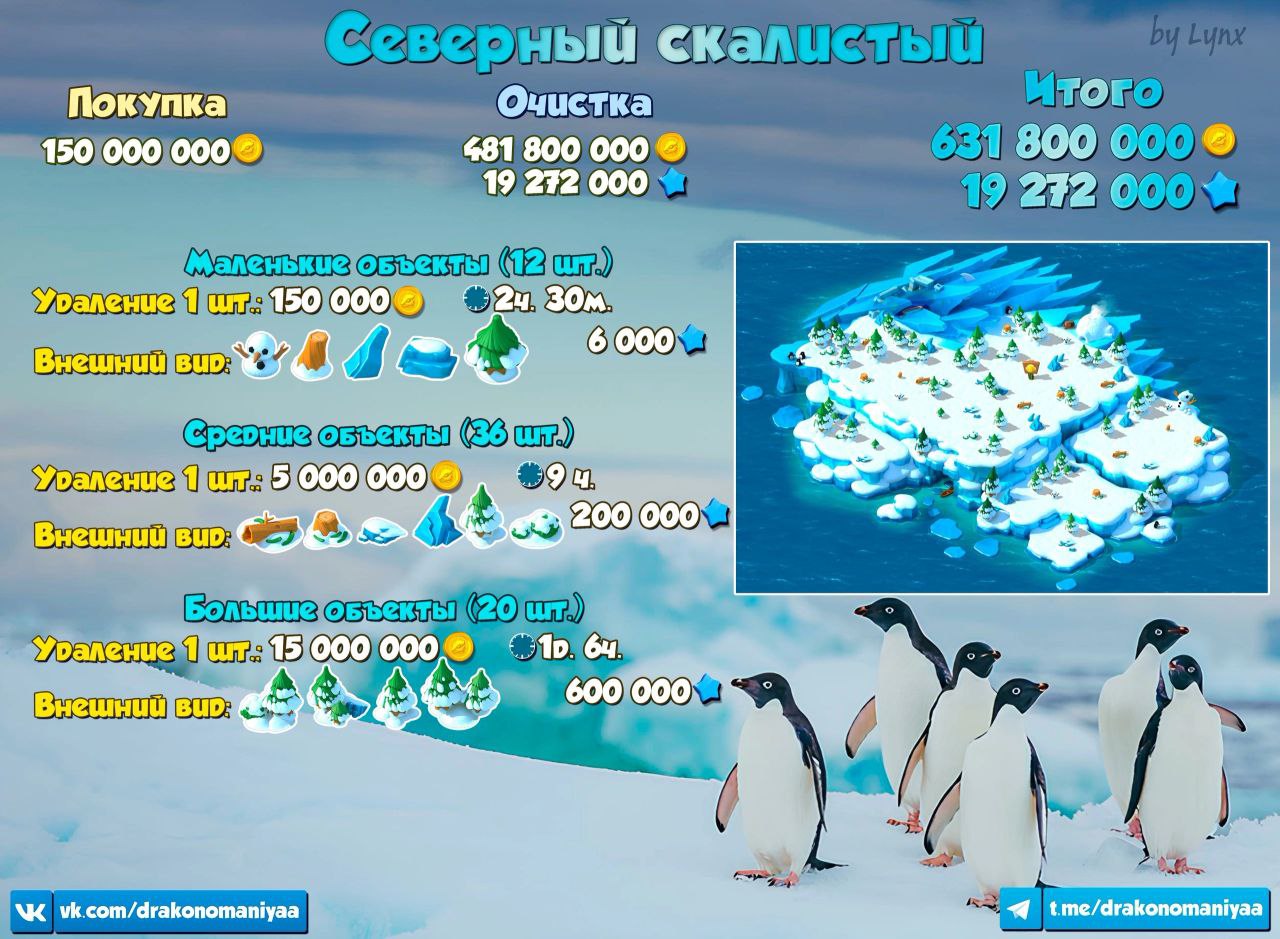 Северный скалистый
by Lynx
Покупка
150 000 000
Очистка
481 800 000
19 272 000
Итого
631 800 000
19 272 000
Маленькие объекты (12 шт.)
Удаление 1 шт.: 150 000 2ч. 30м.
6 000
Внешний вид:
Средние объекты (36 шт.)
Удаление 1 шт.: 5 000 000 9 ч.
200 000
Внешний вид:
Большие объекты (20 шт.)
Удаление 1 шт.: 15 000 000 1д. 6ч.
600 000
Внешний вид:
vk.com/drakonomaniyaa
t.me/drakonomaniyaa